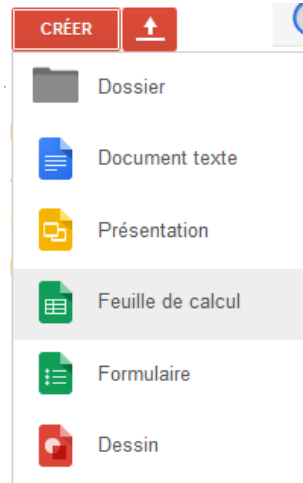 CRÉER
Dossier
Document texte
Présentation
Feuille de calcul
Formulaire
Dessin